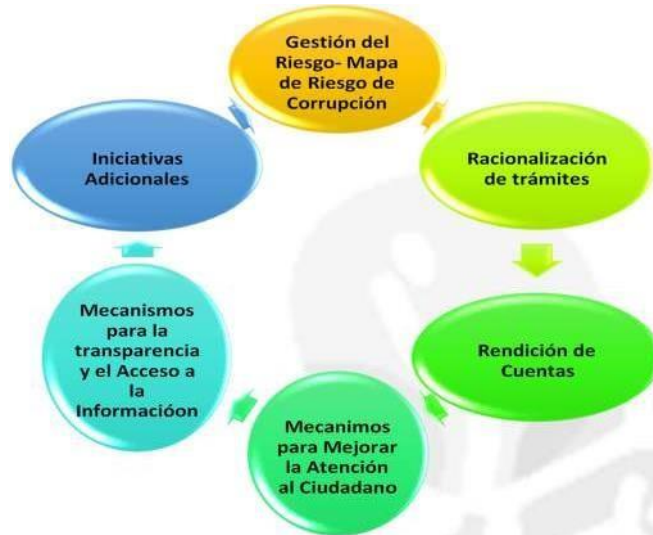 Gestión del
Riesgo- Mapa
de Riesgo de
Corrupción
Racionalización
de trámites
Rendición de
Cuentas
Mecanimos
para Mejorar
la Atención
al Ciudadano
Mecanismos
para la
transparencia
y el Acceso a
la
Informacióon
Iniciativas
Adicionales